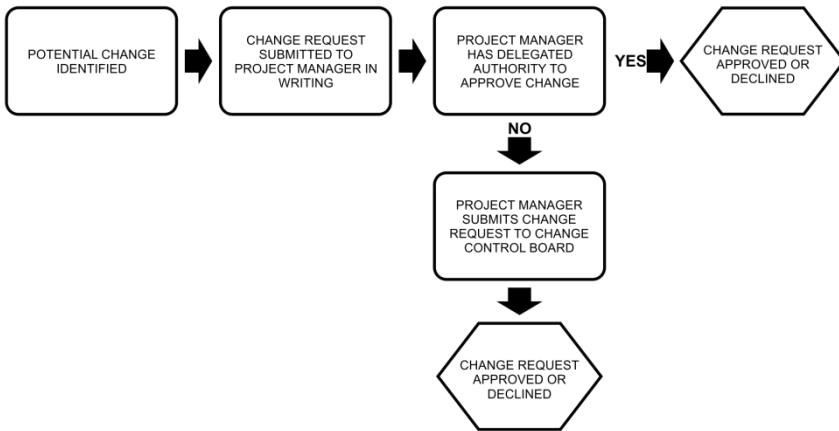 POTENTIAL CHANGE
IDENTIFIED
CHANGE REQUEST
SUBMITTED TO
PROJECT MANAGER IN
WRITING
PROJECT MANAGER
HAS DELEGATED
AUTHORITY TO
APPROVE CHANGE
YES
CHANGE REQUEST
APPROVED OR
DECLINED
NO
PROJECT MANAGER
SUBMITS CHANGE
REQUEST TO CHANGE
CONTROL BOARD
CHANGE REQUEST
APPROVED OR
DECLINED